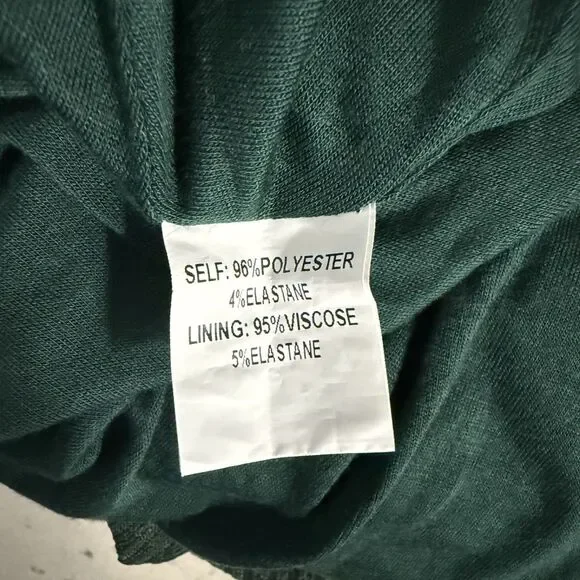 SELF: 96%POLYESTER
4%ELASTANE
LINING: 95%VISCOSE
5%ELASTANE